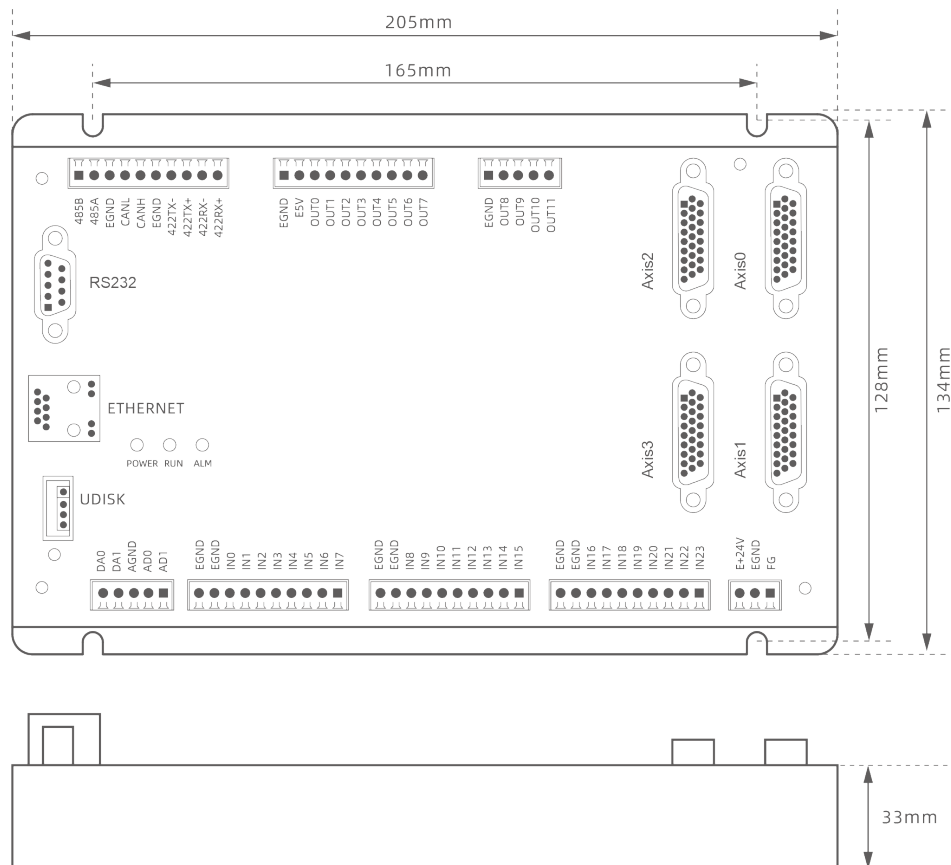 205mm
165mm
485B
485A
EGND
CANL
CANH
EGND
422TX-
422TX+
422RX-
422RX+
EGND
E5V
OUT0
OUT1
OUT2
OUT3
OUT4
OUT5
OUT6
OUT7
EGND
OUT8
OUT9
OUT10
OUT11
RS232
Axis2
Axis0
128mm
134mm
ETHERNET
Axis3
Axis1
POWER RUN ALM
UDISK
DA0
DA1
AGND
AD0
AD1
EGND
EGND
IN0
IN1
IN2
IN3
IN4
IN5
IN6
IN7
EGND
EGND
IN8
IN9
IN10
IN11
IN12
IN13
IN14
IN15
EGND
EGND
IN16
IN17
IN18
IN19
IN20
IN21
IN22
IN23
E+24V
EGND
FG
33mm